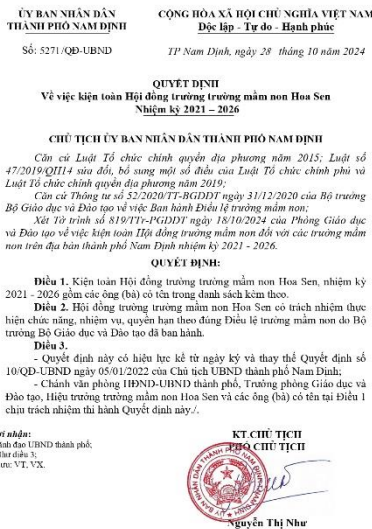 ỦY BAN NHÂN DÂN
THÀNH PHỐ NAM ĐỊNH
CỘNG HÒA XÃ HỘI CHỦ NGHĨA VIỆT NAM
Độc lập - Tự do - Hạnh phúc
Số: 5271/QĐ-UBND
TP Nam Định, ngày 28 tháng 10 năm 2024
QUYẾT ĐỊNH
Về việc kiện toàn Hội đồng trường trường mầm non Hoa Sen
Nhiệm kỳ 2021 – 2026
CHỦ TỊCH ỦY BAN NHÂN DÂN THÀNH PHỐ NAM ĐỊNH
Căn cứ Luật Tổ chức chính quyền địa phương năm 2015; Luật số
47/2019/QH14 sửa đổi, bổ sung một số điều của Luật Tổ chức chính phủ và
Luật Tổ chức chính quyền địa phương năm 2019;
Căn cứ Thông tư số 52/2020/TT-BGDĐT ngày 31/12/2020 của Bộ trưởng
Bộ Giáo dục và Đào tạo về việc Ban hành Điều lệ trường mầm non;
Xét Tờ trình số 819/TTr-PGDĐT ngày 18/10/2024 của Phòng Giáo dục
và Đào tạo về việc kiện toàn Hội đồng trường mầm non đối với các trường mầm
non trên địa bàn thành phố Nam Định nhiệm kỳ 2021 - 2026.
QUYẾT ĐỊNH:
Điều 1. Kiện toàn Hội đồng trường trường mầm non Hoa Sen, nhiệm kỳ
2021 - 2026 gồm các ông (bà) có tên trong danh sách kèm theo.
Điều 2. Hội đồng trường trường mầm non Hoa Sen có trách nhiệm thực
hiện chức năng, nhiệm vụ, quyền hạn theo đúng Điều lệ trường mầm non do Bộ
trưởng Bộ Giáo dục và Đào tạo đã ban hành.
Điều 3.
- Quyết định này có hiệu lực kể từ ngày ký và thay thế Quyết định số
10/QĐ-UBND ngày 05/01/2022 của Chủ tịch UBND thành phố Nam Định;
- Chánh văn phòng HĐND-UBND thành phố, Trưởng phòng Giáo dục và
Đào tạo, Hiệu trưởng trường mầm non Hoa Sen và các ông (bà) có tên tại Điều 1
chịu trách nhiệm thi hành Quyết định này./.
ơi nhận:
ãnh đạo UBND thành phố;
hư điều 3;
ưu: VT, VX.
KT.CHỦ TỊCH
PHÓ CHỦ TỊCH
Nguyễn Thị Như